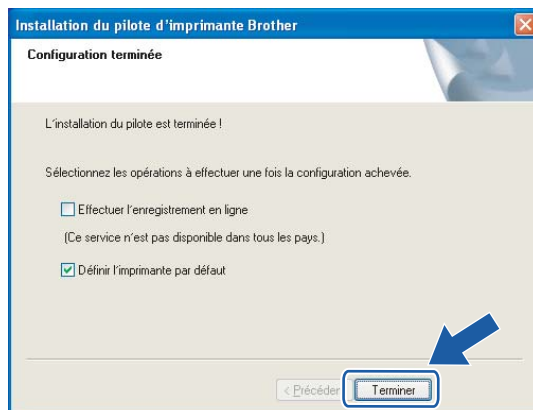 Installation du pilote d'imprimante Brother
Configuration terminée
L'installation du pilote est terminée !
Sélectionnez les opérations à effectuer une fois la configuration achevée.
Effectuer l'enregistrement en ligne
(Ce service n'est pas disponible dans tous les pays.)
Définir l'imprimante par défaut
< Précéder Terminer